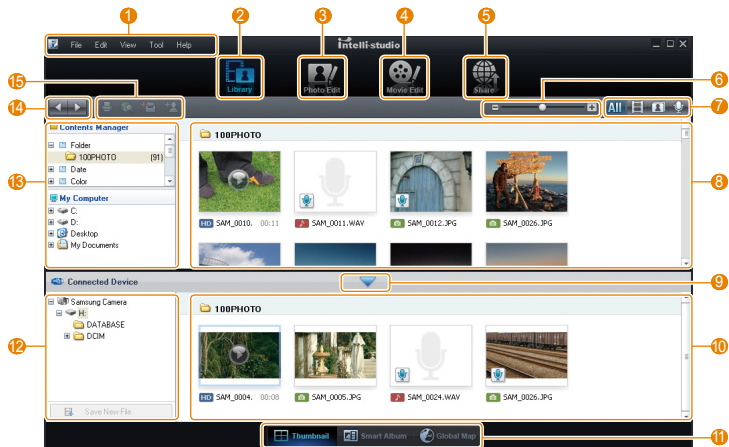 1 2 3 4 5
File Edit View Tool Help
intelli-studio
Library Photo Edit Movie Edit Share
15
6
14
7
All
Contents Manager
Folder
100PHOTO (91)
Date
Color
13
My Computer
C:
D:
Desktop
My Documents
100PHOTO
HD SAM_0010. 00:11
SAM_0011.WAV
SAM_0012.JPG
SAM_0026.JPG
8
Connected Device
9
Samsung Camera
H:
DATABASE
DCIM
12
Save New File
100PHOTO
HD SAM_0004. 00:08
SAM_0005.JPG
SAM_0024.WAV
SAM_0026.JPG
10
Thumbnail Smart Album Global Map
11